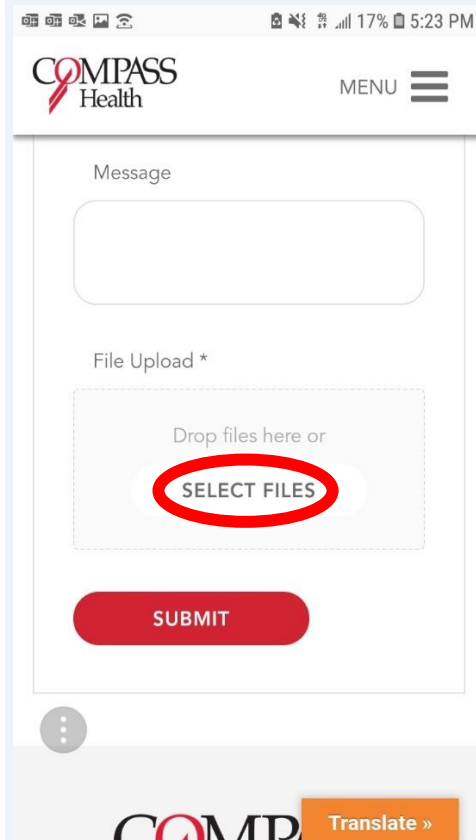 17% 5:23 PM
COMPASS
Health
MENU
Message
File Upload *
Drop files here or
SELECT FILES
SUBMIT
Translate »